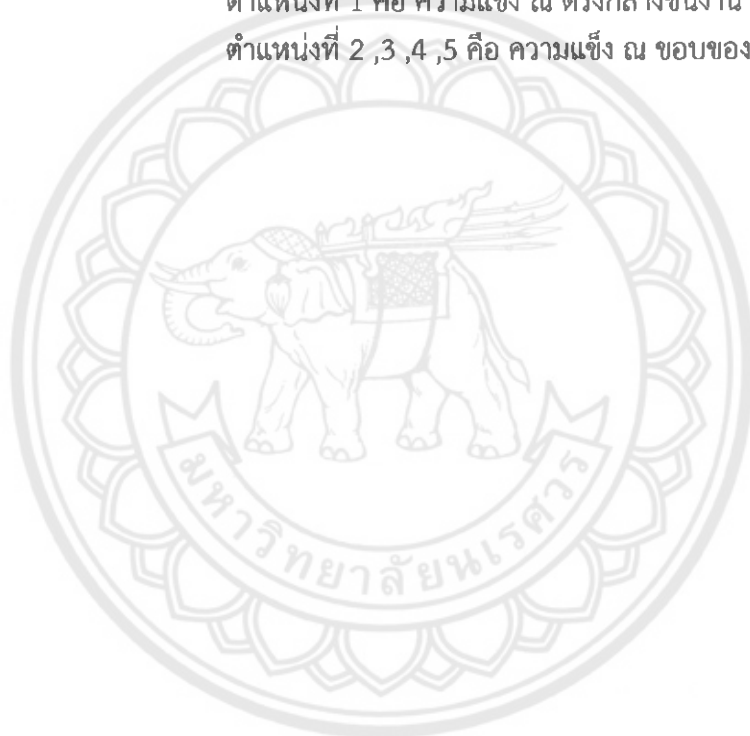 ตำแหน่งที่ 1 คือ ความแข็ง ณ ตรงกลางชิ้นงาน
ตำแหน่งที่ 2 ,3 ,4 ,5 คือ ความแข็ง ณ ขอบของ
มหาวิทยาลัยนเรศวร